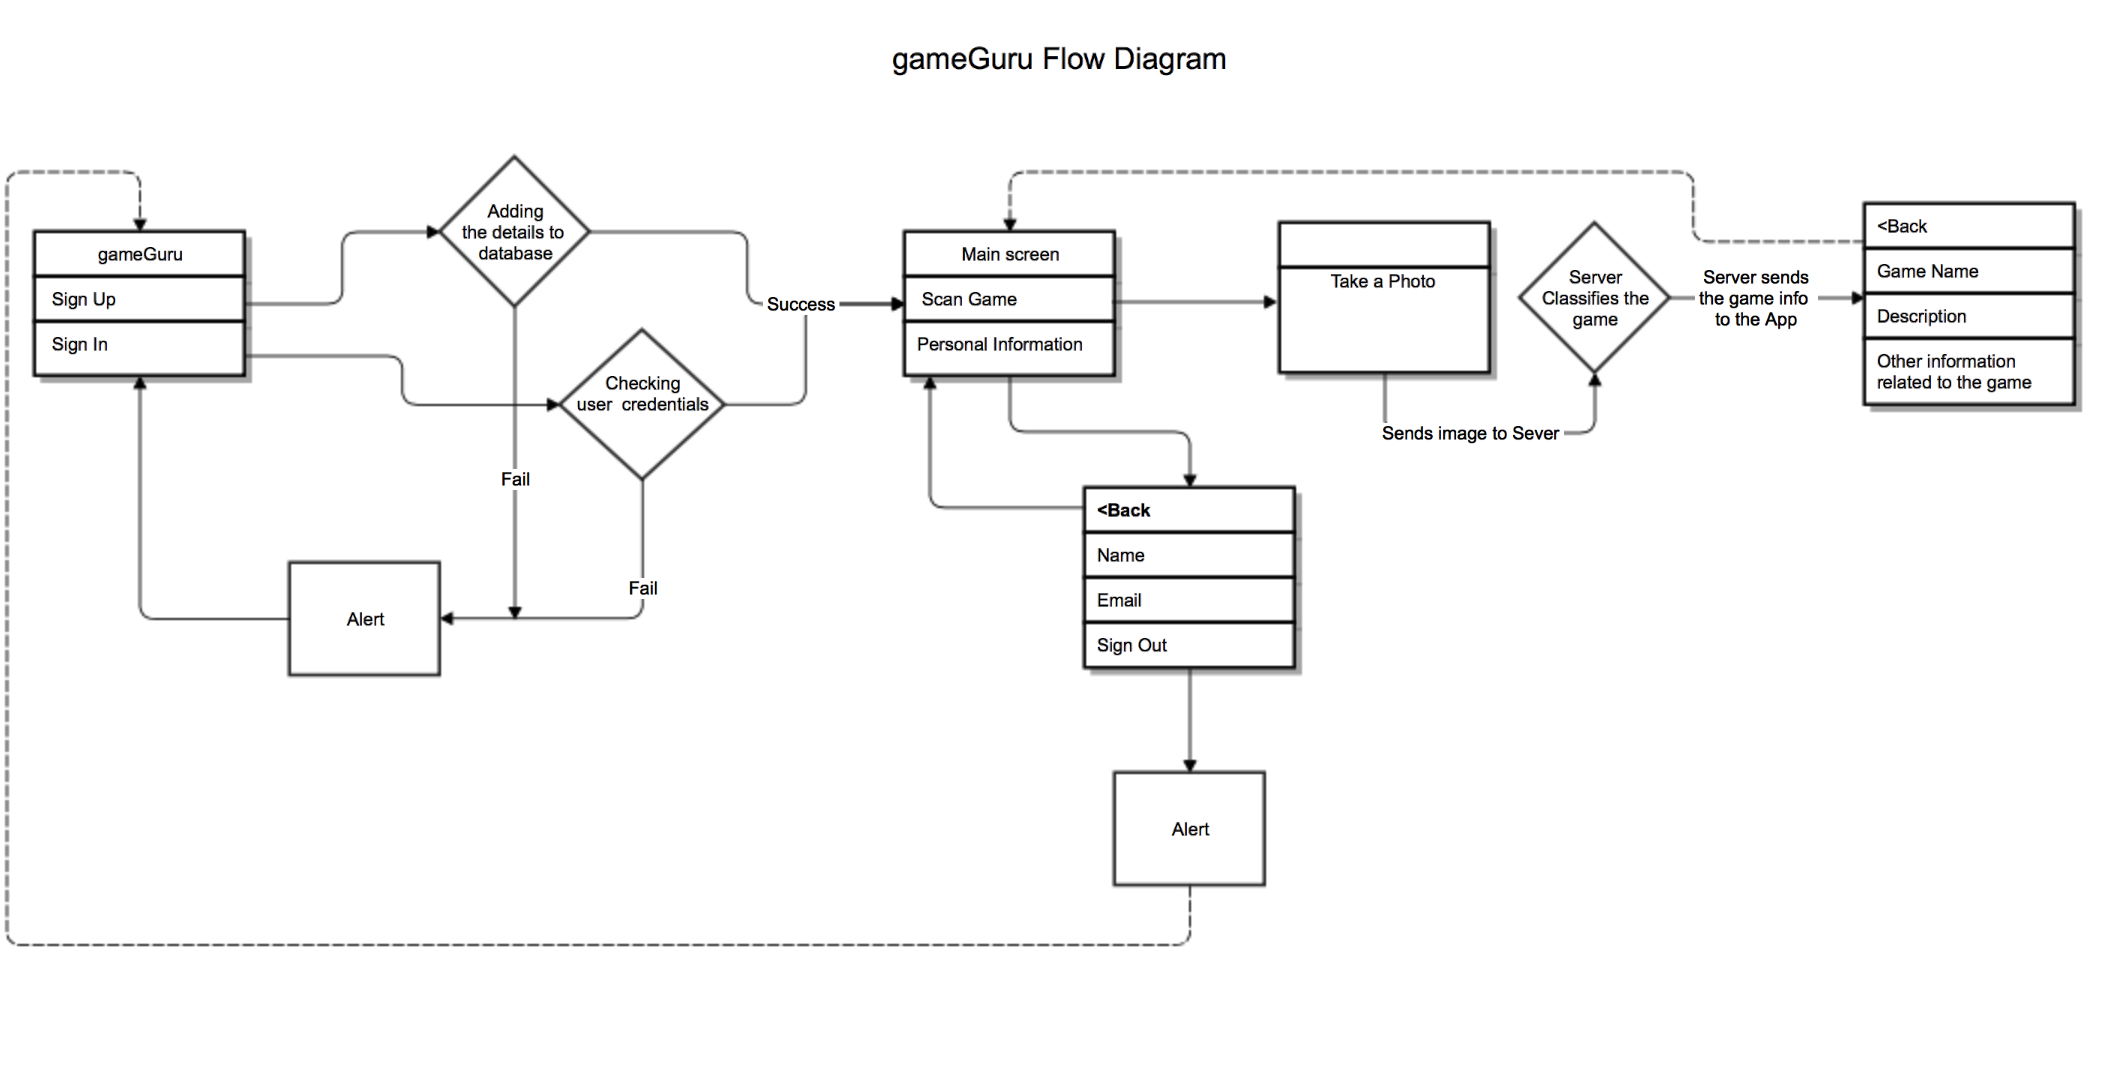 gameGuru Flow Diagram
gameGuru
Sign Up
Sign In
Adding
the details to
database
Checking
user credentials
Success
Fail
Fail
Alert
Main screen
Scan Game
Personal Information
<Back
Name
Email
Sign Out
Alert
Take a Photo
Sends image to Sever
Server
Classifies the
game
Server sends
the game info
to the App
<Back
Game Name
Description
Other information
related to the game